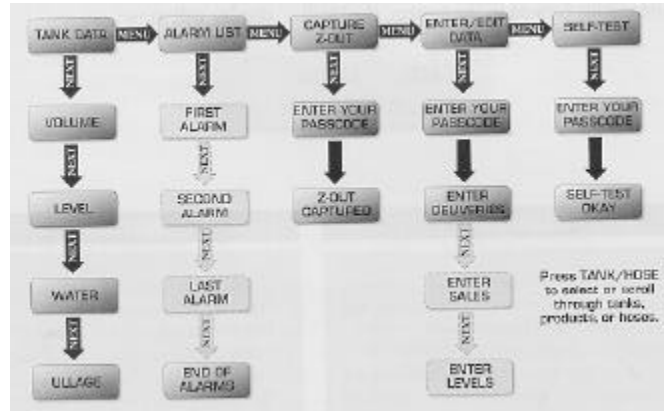 TANK DATA
MENU
ALARM LIST
MENU
CAPTURE
Z-OUT
MENU
ENTER/EDIT
DATA
MENU
SELF-TEST
NEXT
NEXT
NEXT
NEXT
NEXT
VOLUME
FIRST
ALARM
ENTER YOUR
PASSCODE
ENTER YOUR
PASSCODE
ENTER YOUR
PASSCODE
NEXT
NEXT
LEVEL
SECOND
ALARM
Z-OUT
CAPTURED
ENTER
DELIVERIES
SELF-TEST
OKAY
NEXT
NEXT
NEXT
WATER
LAST
ALARM
ENTER
SALES
Press TANK/HOSE
to select or scroll
through tanks,
products, or hoses.
NEXT
NEXT
NEXT
ULLAGE
END OF
ALARMS
ENTER
LEVELS